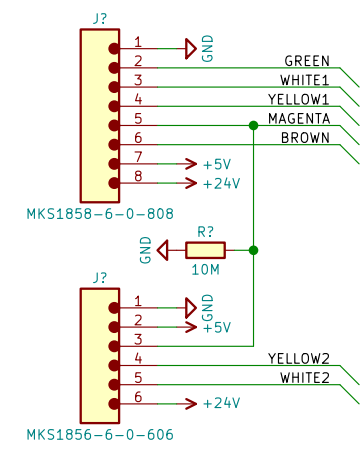 J?
1 GND
2 GREEN
3 WHITE1
4 YELLOW1
5 MAGENTA
6 BROWN
7 +5V
8 +24V
MKS1858-6-0-808
R?
GND
10M
J?
1 GND
2 +5V
3
4 YELLOW2
5 WHITE2
6 +24V
MKS1856-6-0-606